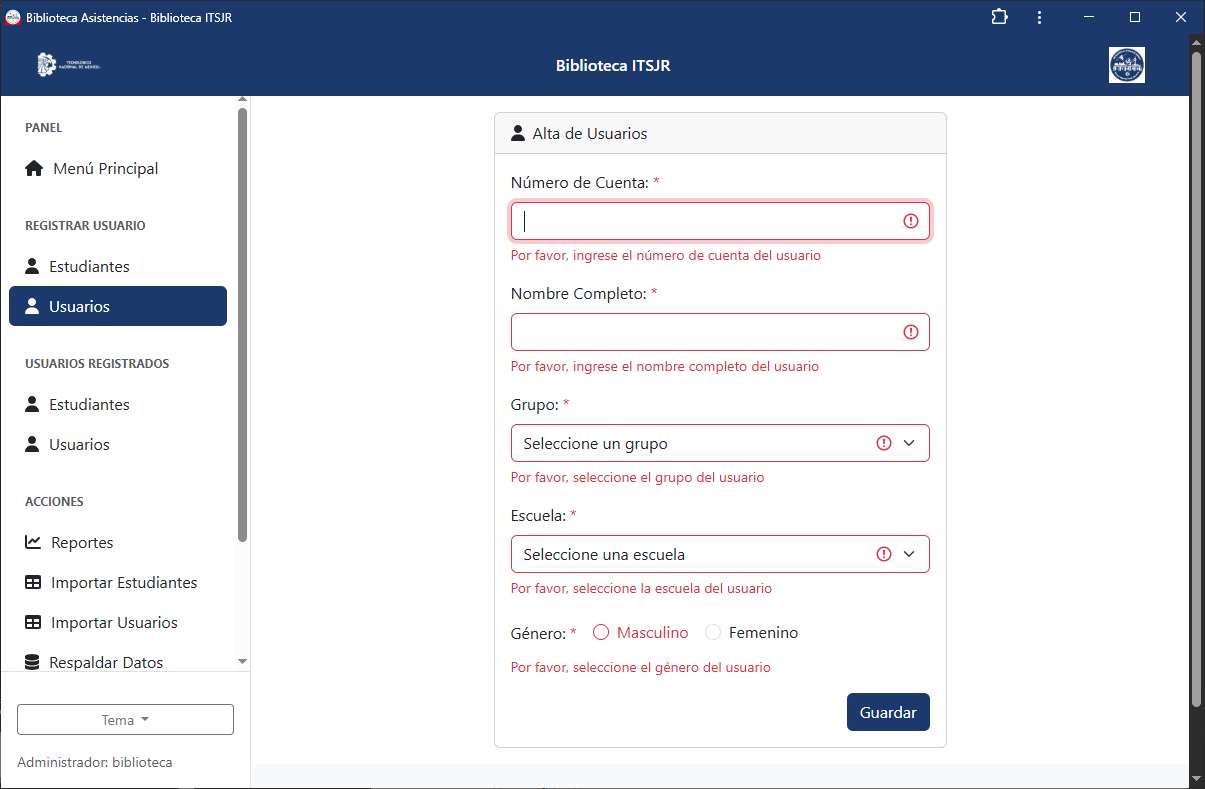 Biblioteca Asistencias - Biblioteca ITSJR
TECNOLÓGICO
NACIONAL DE MÉXICO
Biblioteca ITSJR
PANEL
Menú Principal
REGISTRAR USUARIO
Estudiantes
Usuarios
USUARIOS REGISTRADOS
Estudiantes
Usuarios
ACCIONES
Reportes
Importar Estudiantes
Importar Usuarios
Respaldar Datos
Tema
Administrador: biblioteca
Alta de Usuarios
Número de Cuenta: *
Por favor, ingrese el número de cuenta del usuario
Nombre Completo: *
Por favor, ingrese el nombre completo del usuario
Grupo: *
Seleccione un grupo
Por favor, seleccione el grupo del usuario
Escuela: *
Seleccione una escuela
Por favor, seleccione la escuela del usuario
Género: * Masculino Femenino
Por favor, seleccione el género del usuario
Guardar